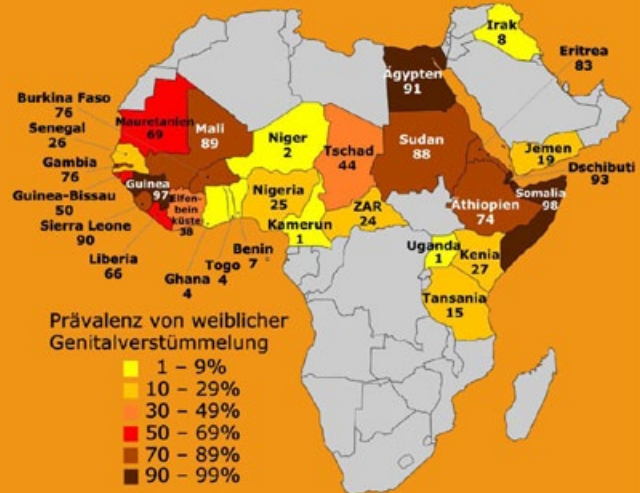 Irak
8
Eritrea
83
Ägypten
91
Burkina Faso
76
Senegal
26
Gambia
76
Guinea-Bissau
50
Sierra Leone
90
Liberia
66
Ghana
4
Togo
4
Benin
7
Mauretanien
69
Mali
89
Niger
2
Tschad
44
Sudan
88
Jemen
19
Dschibuti
93
Guinea
97
Elfen-
bein
küste
38
Nigeria
25
ZAR
24
Kamerun
1
Äthiopien
74
Somalia
98
Uganda
1
Kenia
27
Tansania
15
Prävalenz von weiblicher
Genitalverstümmelung
1 – 9%
10 – 29%
30 – 49%
50 – 69%
70 – 89%
90 – 99%